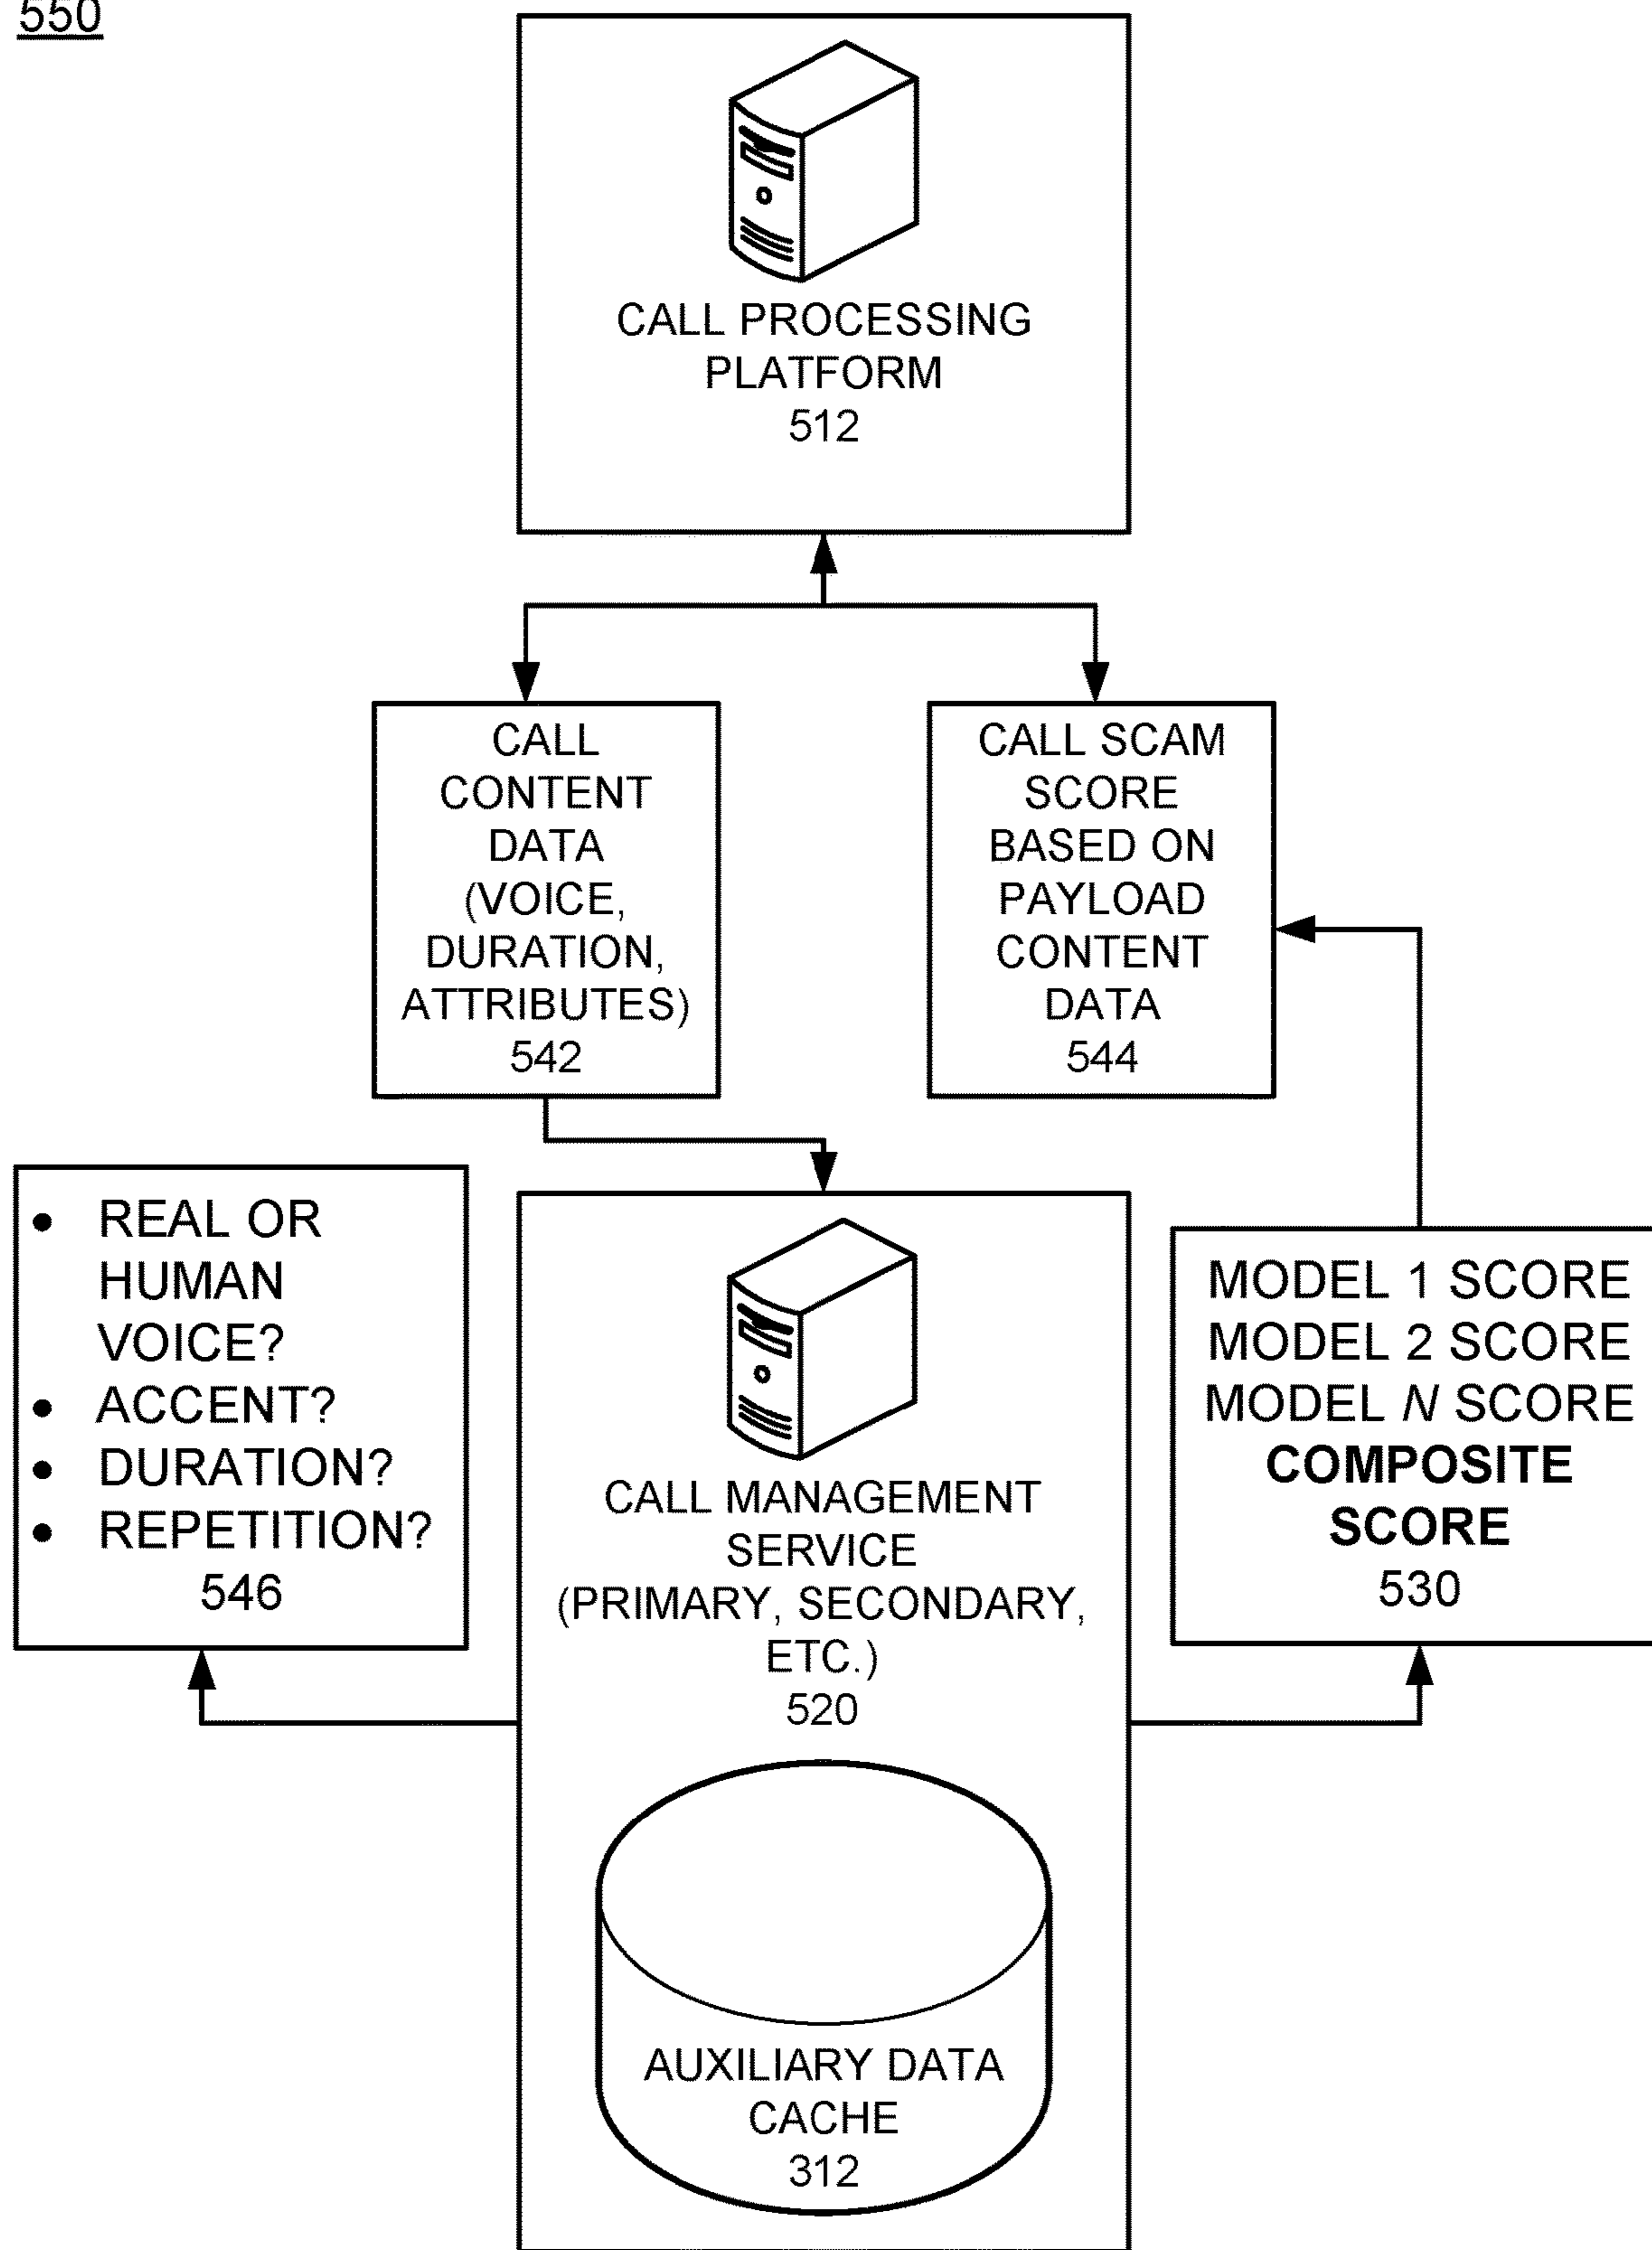 550
CALL PROCESSING
PLATFORM
512
CALL
CONTENT
DATA
(VOICE,
DURATION,
ATTRIBUTES)
542
CALL SCAM
SCORE
BASED ON
PAYLOAD
CONTENT
DATA
544
• REAL OR
HUMAN
VOICE?
• ACCENT?
• DURATION?
• REPETITION?
546
CALL MANAGEMENT
SERVICE
(PRIMARY, SECONDARY,
ETC.)
520
MODEL 1 SCORE
MODEL 2 SCORE
MODEL N SCORE
COMPOSITE
SCORE
530
AUXILIARY DATA
CACHE
312